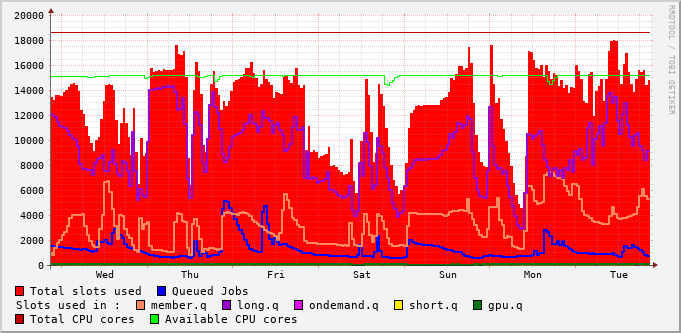 20000
18000
16000
14000
12000
10000
8000
6000
4000
2000
0
Wed Thu Fri Sat Sun Mon Tue
RRDTOOL / TOBI OETIKER
Total slots used Queued Jobs
Slots used in : member.q long.q ondemand.q short.q gpu.q
Total CPU cores Available CPU cores